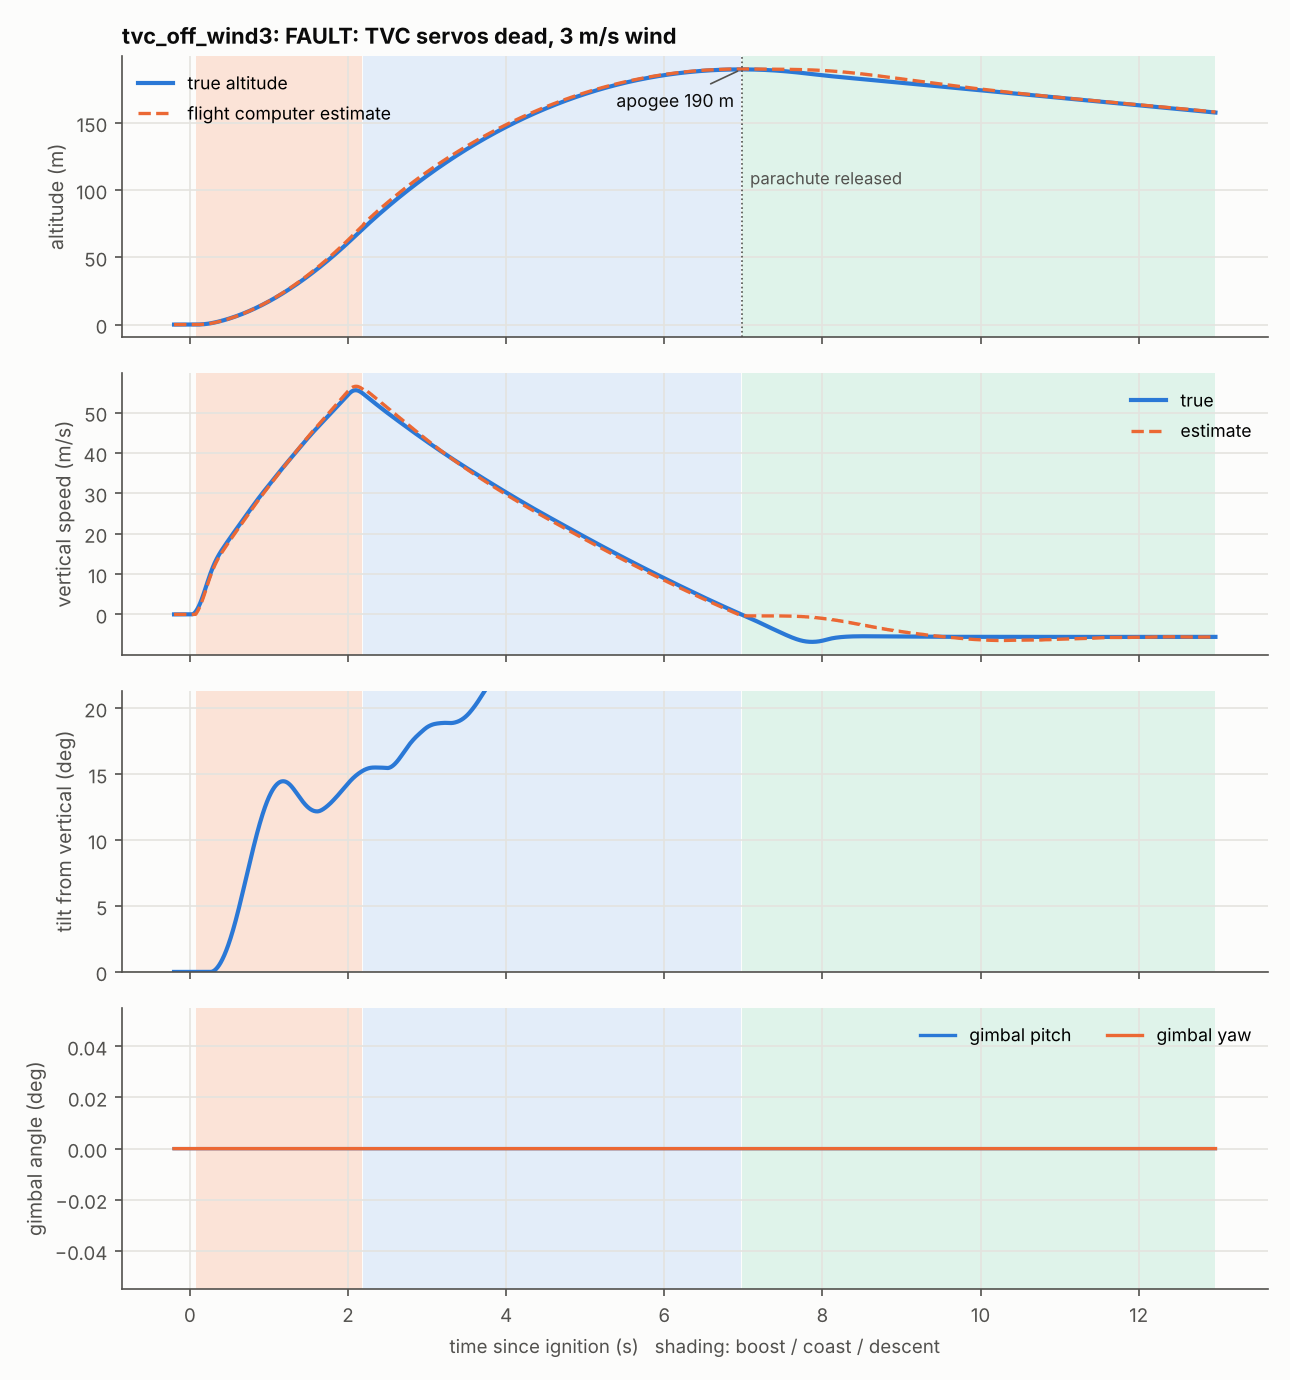 tvc_off_wind3: FAULT: TVC servos dead, 3 m/s wind
true altitude
flight computer estimate
apogee 190 m
parachute released
altitude (m)
150
100
50
0
true
estimate
vertical speed (m/s)
50
40
30
20
10
0
tilt from vertical (deg)
20
15
10
5
0
gimbal pitch
gimbal yaw
gimbal angle (deg)
0.04
0.02
0.00
−0.02
−0.04
0 2 4 6 8 10 12
time since ignition (s) shading: boost / coast / descent